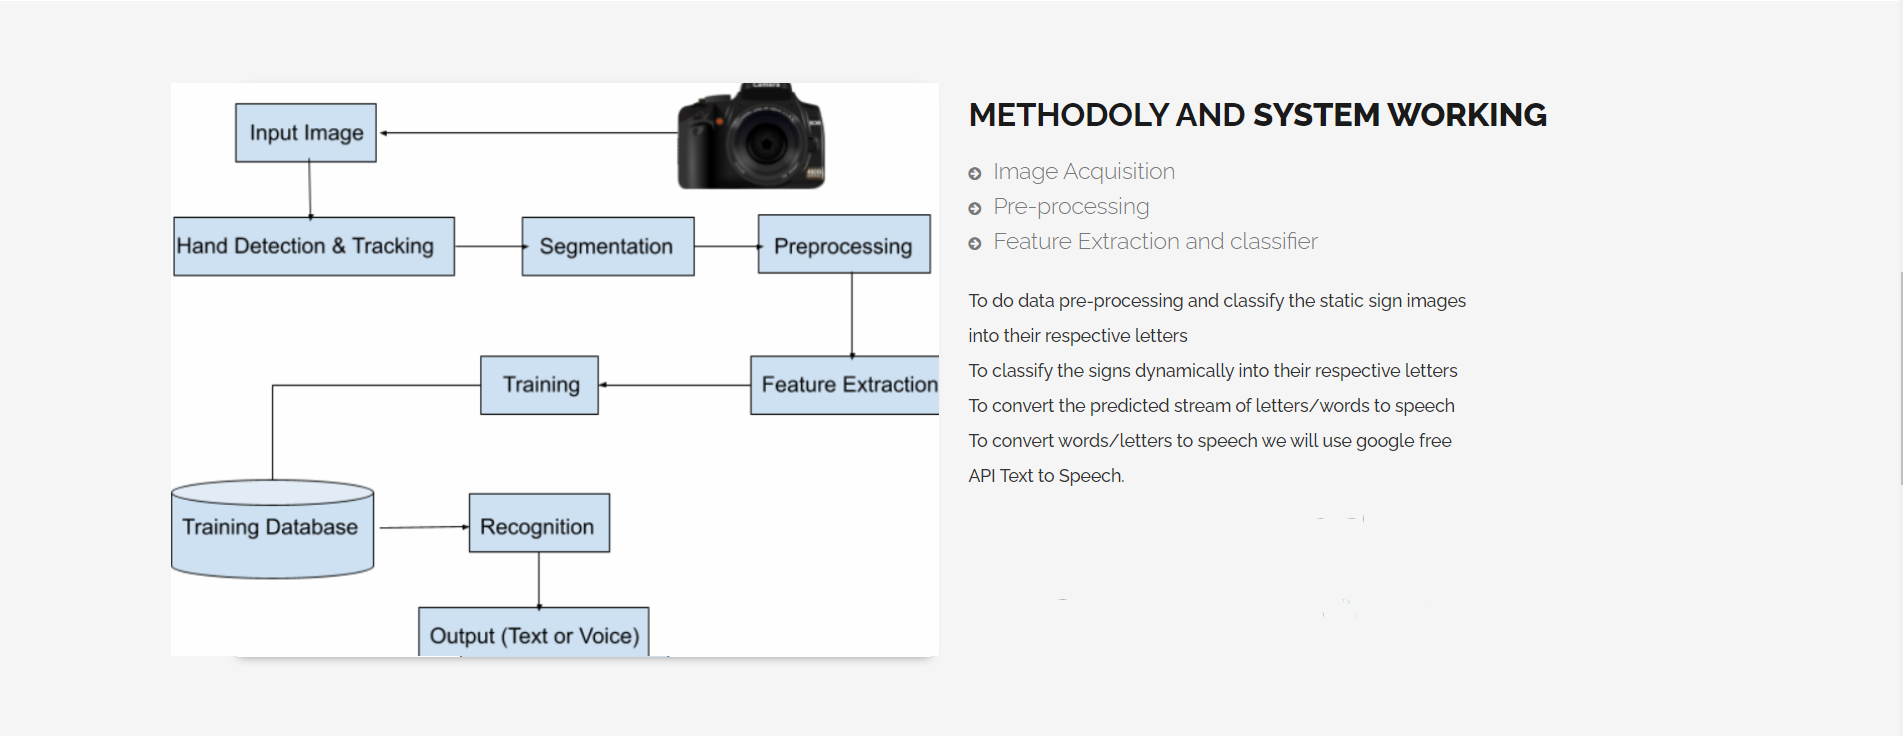 Input Image
Hand Detection & Tracking
Segmentation
Preprocessing
Training
Feature Extraction
Training Database
Recognition
Output (Text or Voice)
METHODOLY AND SYSTEM WORKING
Image Acquisition
Pre-processing
Feature Extraction and classifier
To do data pre-processing and classify the static sign images
into their respective letters
To classify the signs dynamically into their respective letters
To convert the predicted stream of letters/words to speech
To convert words/letters to speech we will use google free
API Text to Speech.